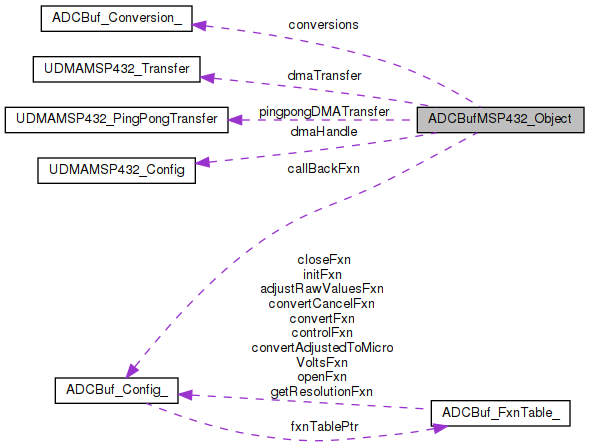 conversions
ADCBuf_Conversion_
UDMAMSP432_Transfer
dmaTransfer
pingpongDMATransfer
UDMAMSP432_PingPongTransfer
ADCBufMSP432_Object
dmaHandle
UDMAMSP432_Config
callBackFxn
closeFxn
initFxn
adjustRawValuesFxn
convertCancelFxn
convertFxn
controlFxn
convertAdjustedToMicro
VoltsFxn
openFxn
getResolutionFxn
ADCBuf_Config_
ADCBuf_FxnTable_
fxnTablePtr